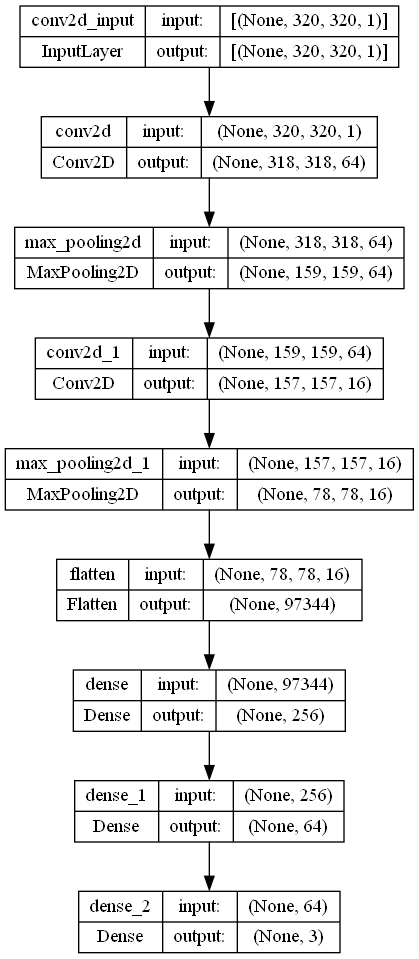 conv2d_input input: [(None, 320, 320, 1)]
InputLayer output: [(None, 320, 320, 1)]
conv2d input: (None, 320, 320, 1)
Conv2D output: (None, 318, 318, 64)
max_pooling2d input: (None, 318, 318, 64)
MaxPooling2D output: (None, 159, 159, 64)
conv2d_1 input: (None, 159, 159, 64)
Conv2D output: (None, 157, 157, 16)
max_pooling2d_1 input: (None, 157, 157, 16)
MaxPooling2D output: (None, 78, 78, 16)
flatten input: (None, 78, 78, 16)
Flatten output: (None, 97344)
dense input: (None, 97344)
Dense output: (None, 256)
dense_1 input: (None, 256)
Dense output: (None, 64)
dense_2 input: (None, 64)
Dense output: (None, 3)